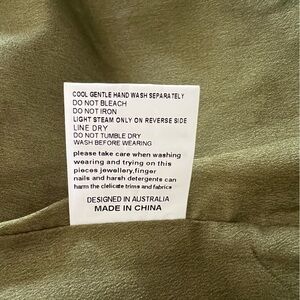 COOL GENTLE HAND WASH SEPARATELY
DO NOT BLEACH
DO NOT IRON
LIGHT STEAM ONLY ON REVERSE SIDE
LINE DRY
DO NOT TUMBLE DRY
WASH BEFORE WEARING
please take care when washing
wearing and trying on this
pieces jewellery,finger
nails and harsh detergents can
harm the clelicate trims and fabrics
DESIGNED IN AUSTRALIA
MADE IN CHINA